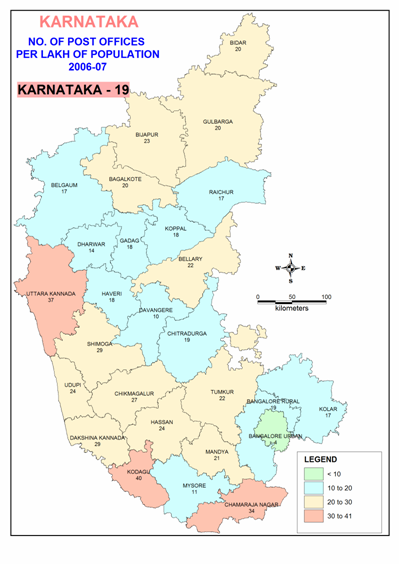 KARNATAKA
NO. OF POST OFFICES
PER LAKH OF POPULATION
2006-07
KARNATAKA - 19
BIDAR
20
GULBARGA
20
BIJAPUR
23
BAGALKOTE
20
BELGAUM
17
RAICHUR
17
KOPPAL
18
GADAG
18
DHARWAR
14
BELLARY
22
UTTARA KANNADA
37
HAVERI
18
DAVANGERE
10
CHITRADURGA
19
SHIMOGA
29
UDUPI
24
CHIKMAGALUR
27
TUMKUR
22
BANGALORE RURAL
19
KOLAR
17
HASSAN
24
BANGALORE URBAN
4
DAKSHINA KANNADA
29
MANDYA
21
KODAGU
40
MYSORE
11
CHAMARAJA NAGAR
34
N
W E
S
0 50 100
kilometers
LEGEND
< 10
10 to 20
20 to 30
30 to 41